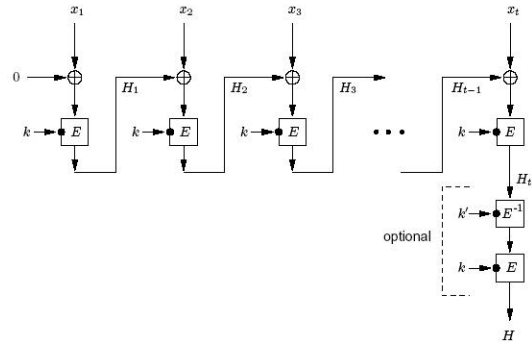 x₁ x₂ x₃ xₜ
0 H₁ H₂ H₃ Hₜ₋₁
k E k E k E • • • k E
Hₜ
k′ E⁻¹
optional
k E
H